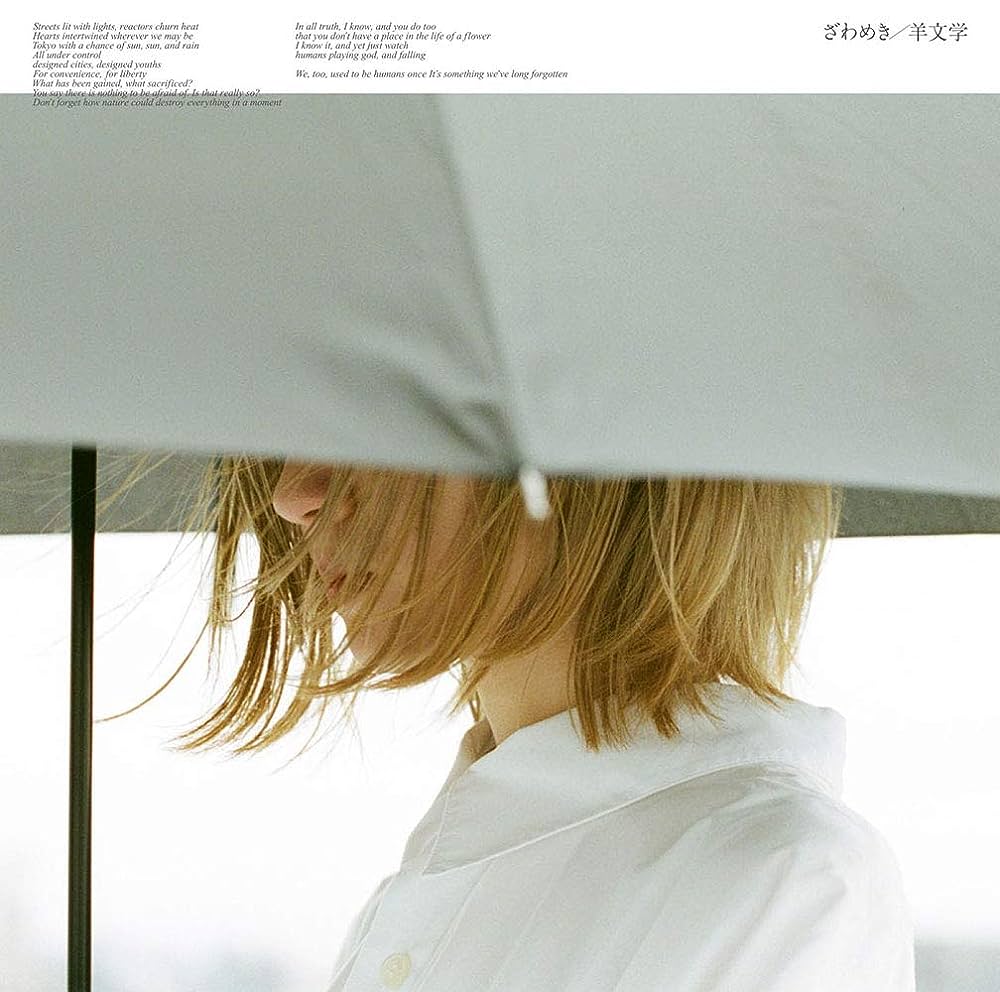 Streets lit with lights, reactors churn heat
Hearts intertwined wherever we may be
Tokyo with a chance of sun, sun, and rain
All under control
designed cities, designed youths
For convenience, for liberty
What has been gained, what sacrificed?
You say there is nothing to be afraid of. Is that really so?
Don't forget how nature could destroy everything in a moment
In all truth, I know, and you do too
that you don't have a place in the life of a flower
I know it, and yet just watch
humans playing god, and falling
We, too, used to be humans once It's something we've long forgotten
ざわめき／羊文学